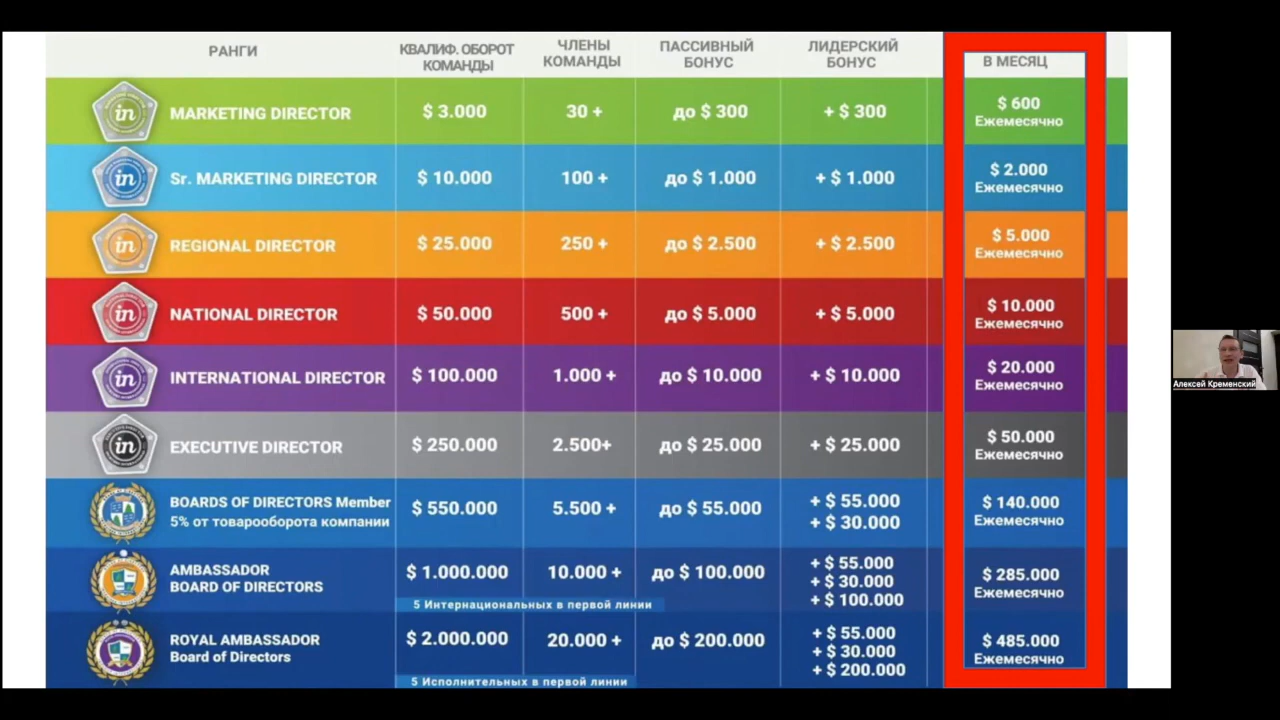 РАНГИ
КВАЛИФ. ОБОРОТ
КОМАНДЫ
ЧЛЕНЫ
КОМАНДЫ
ПАССИВНЫЙ
БОНУС
ЛИДЕРСКИЙ
БОНУС
В МЕСЯЦ
in
MARKETING DIRECTOR
$ 3.000
30 +
до $ 300
+ $ 300
$ 600
Ежемесячно
in
Sr. MARKETING DIRECTOR
$ 10.000
100 +
до $ 1.000
+ $ 1.000
$ 2.000
Ежемесячно
in
REGIONAL DIRECTOR
$ 25.000
250 +
до $ 2.500
+ $ 2.500
$ 5.000
Ежемесячно
in
NATIONAL DIRECTOR
$ 50.000
500 +
до $ 5.000
+ $ 5.000
$ 10.000
Ежемесячно
in
INTERNATIONAL DIRECTOR
$ 100.000
1.000 +
до $ 10.000
+ $ 10.000
$ 20.000
Ежемесячно
in
EXECUTIVE DIRECTOR
$ 250.000
2.500+
до $ 25.000
+ $ 25.000
$ 50.000
Ежемесячно
BOARDS OF DIRECTORS Member
5% от товарооборота компании
$ 550.000
5.500 +
до $ 55.000
+ $ 55.000
+ $ 30.000
$ 140.000
Ежемесячно
AMBASSADOR
BOARD OF DIRECTORS
$ 1.000.000
10.000 +
до $ 100.000
+ $ 55.000
+ $ 30.000
+ $ 100.000
$ 285.000
Ежемесячно
5 Интернациональных в первой линии
ROYAL AMBASSADOR
Board of Directors
$ 2.000.000
20.000 +
до $ 200.000
+ $ 55.000
+ $ 30.000
+ $ 200.000
$ 485.000
Ежемесячно
5 Исполнительных в первой линии
Алексей Кременский